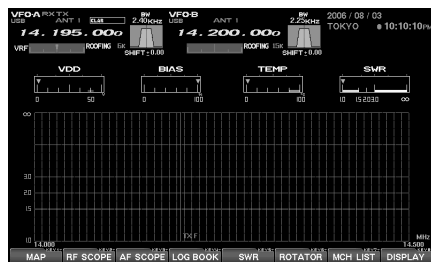 VFO-A RX TX BW VFO-B BW 2006 / 08 / 03
USB ANT 1 ELAR 2.40KHz USB ANT 1 2.25KHz TOKYO 10:10:10PM
14. 195. 000 14. 200. 000
VRF ROOFING 6K SHIFT±0.00 ROOFING 15K SHIFT±0.00
VDD BIAS TEMP SWR
0 50 V 0 100 % 0 100 1.0 1.5 2.0 3.0 ∞
∞
3.0
2.0
1.5
1.0 TX F MHz
14.000 14.500
MAP RF SCOPE AF SCOPE LOG BOOK SWR ROTATOR MCH LIST DISPLAY